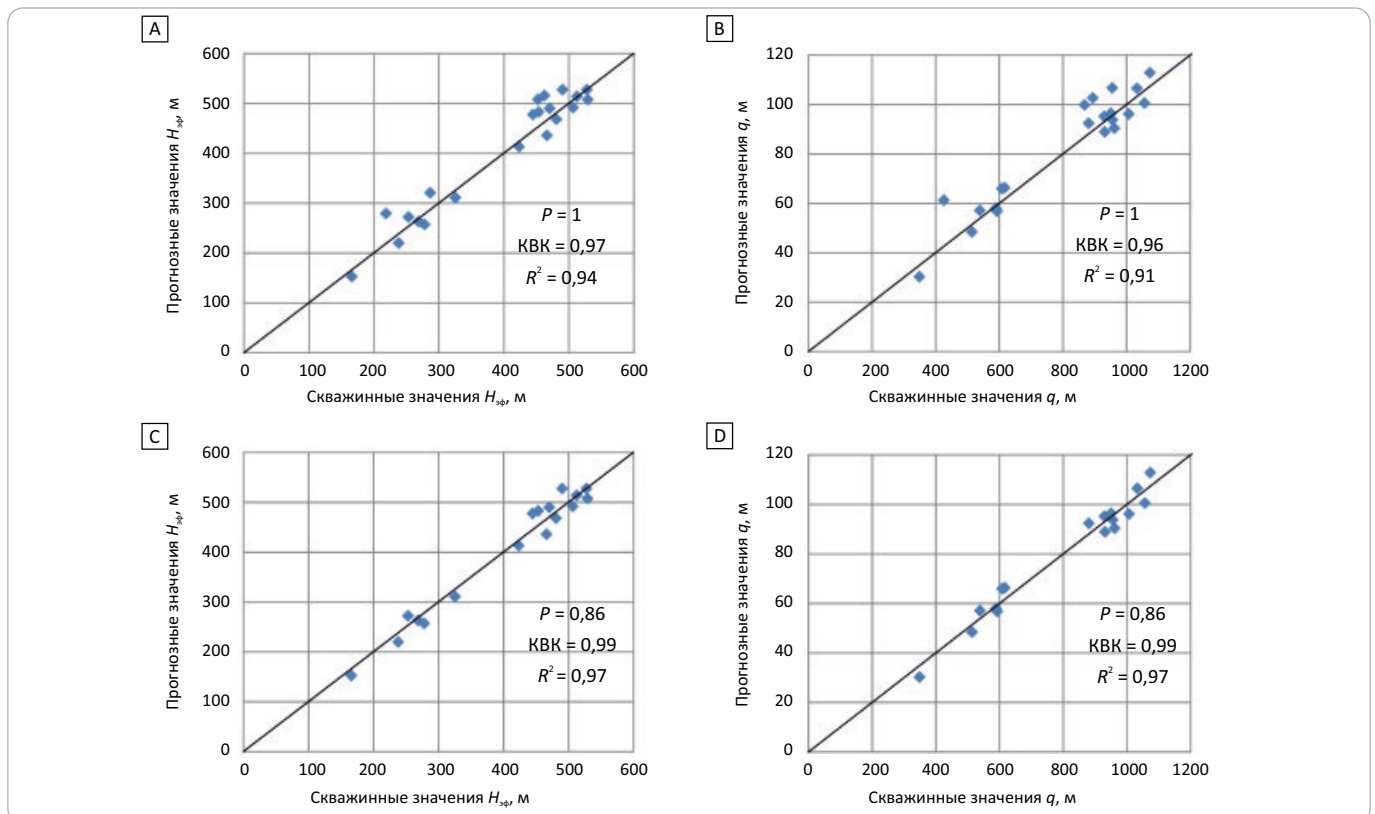 A
600
500
400
300
200
100
0
0 100 200 300 400 500 600
Прогнозные значения Hэф, м
Скважинные значения Hэф, м
P = 1
КВК = 0,97
R² = 0,94
B
120
100
80
60
40
20
0
0 200 400 600 800 1000 1200
Прогнозные значения q, м
Скважинные значения q, м
P = 1
КВК = 0,96
R² = 0,91
C
600
500
400
300
200
100
0
0 100 200 300 400 500 600
Прогнозные значения Hэф, м
Скважинные значения Hэф, м
P = 0,86
КВК = 0,99
R² = 0,97
D
120
100
80
60
40
20
0
0 200 400 600 800 1000 1200
Прогнозные значения q, м
Скважинные значения q, м
P = 0,86
КВК = 0,99
R² = 0,97